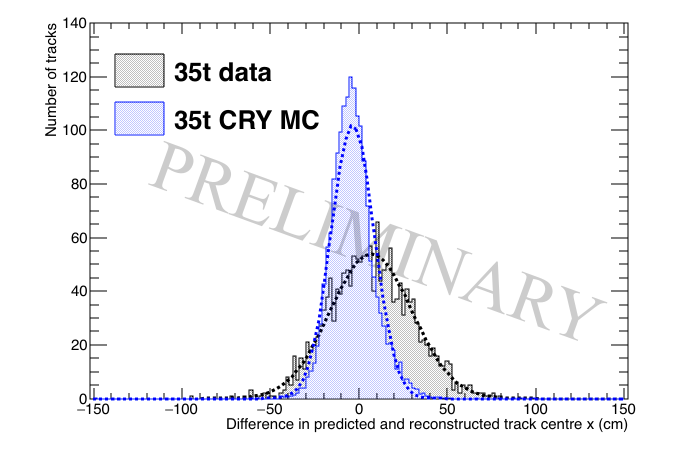 Number of tracks
140
120
100
80
60
40
20
0
35t data
35t CRY MC
PRELIMINARY
−150 −100 −50 0 50 100 150
Difference in predicted and reconstructed track centre x (cm)